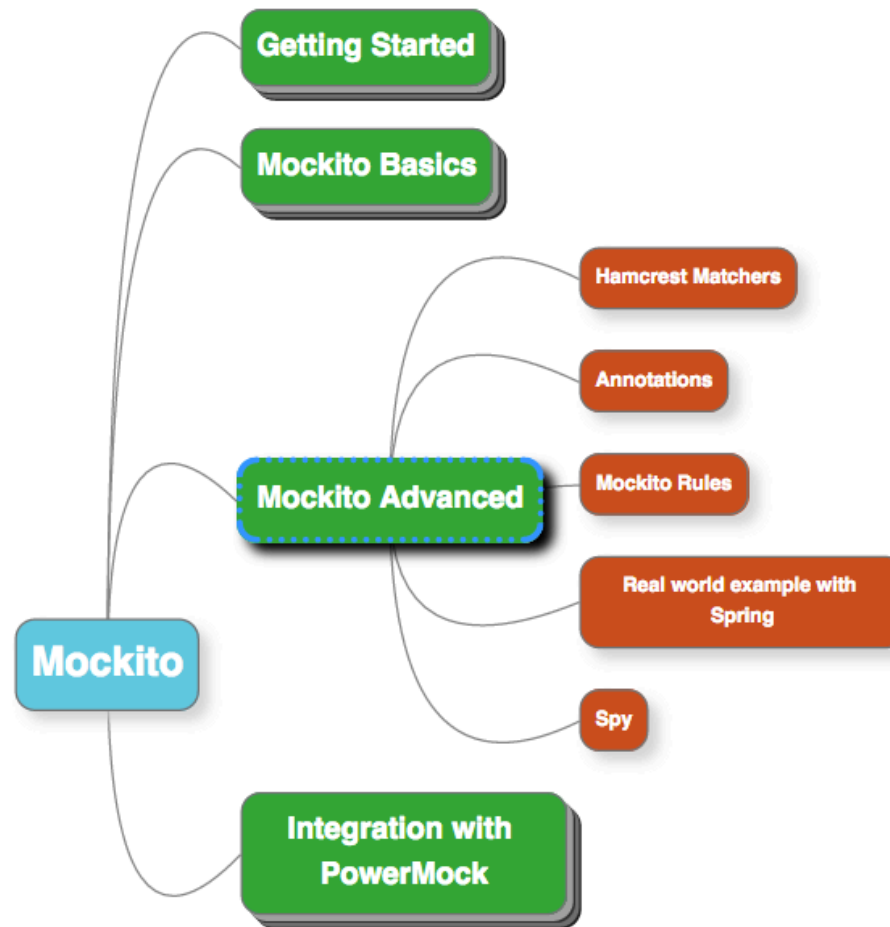 Getting Started
Mockito Basics
Hamcrest Matchers
Annotations
Mockito Advanced
Mockito Rules
Real world example with
Spring
Mockito
Spy
Integration with
PowerMock